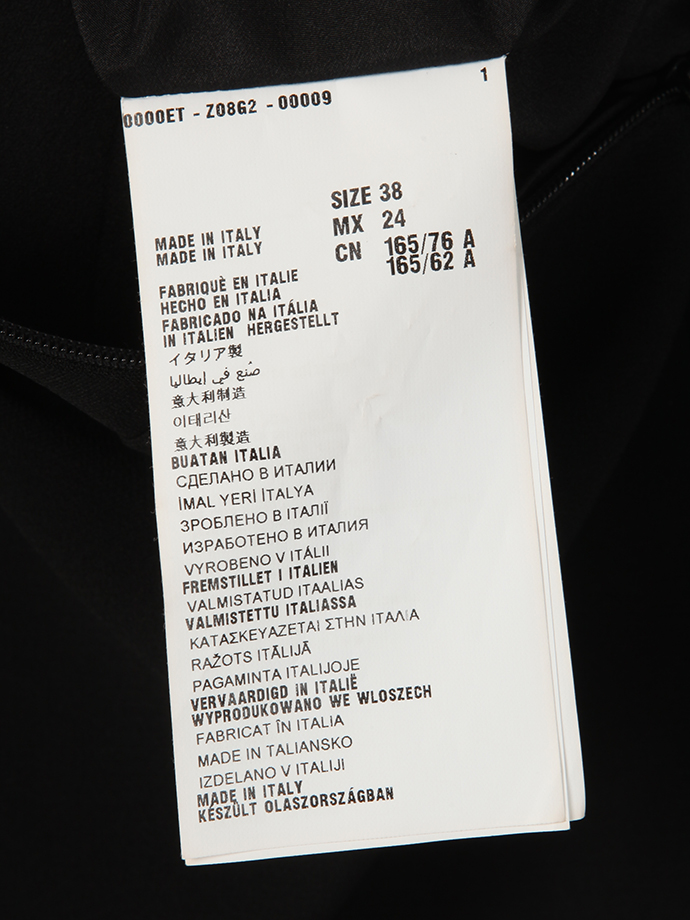 1
0000ET - Z08G2 - 00009
SIZE 38
MX 24
CN 165/76 A
165/62 A
MADE IN ITALY
MADE IN ITALY
FABRIQUÈ EN ITALIE
HECHO EN ITALIA
FABRICADO NA ITÁLIA
IN ITALIEN HERGESTELLT
イタリア製
صُنع في إيطاليا
意大利制造
이태리산
意大利製造
BUATAN ITALIA
СДЕЛАНО В ИТАЛИИ
İMAL YERİ İTALYA
ЗРОБЛЕНО В ІТАЛІЇ
ИЗРАБОТЕНО В ИТАЛИЯ
VYROBENO V ITÁLII
FREMSTILLET I ITALIEN
VALMISTATUD ITAALIAS
VALMISTETTU ITALIASSA
ΚΑΤΑΣΚΕΥΑΖΕΤΑΙ ΣΤΗΝ ΙΤΑΛΙΑ
RAŽOTS ITĀLIJĀ
PAGAMINTA ITALIJOJE
VERVAARDIGD IN ITALIË
WYPRODUKOWANO WE WLOSZECH
FABRICAT ÎN ITALIA
MADE IN TALIANSKO
IZDELANO V ITALIJI
MADE IN ITALY
KÉSZÜLT OLASZORSZÁGBAN